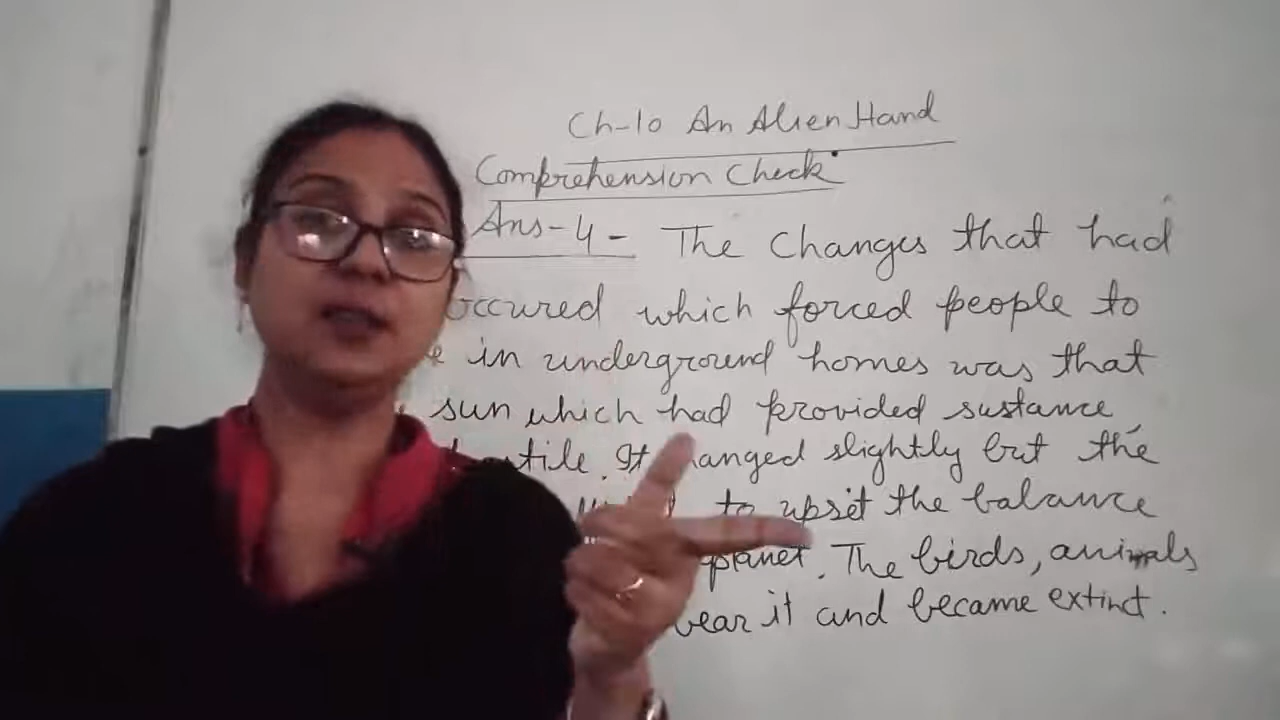 Ch-10 An Alien Hand
Comprehension Check
Ans-4- The changes that had
occured which forced people to
in underground homes was that
sun which had provided sustance
It changed slightly but the
to upset the balance
planet. The birds, animals
bear it and became extinct.